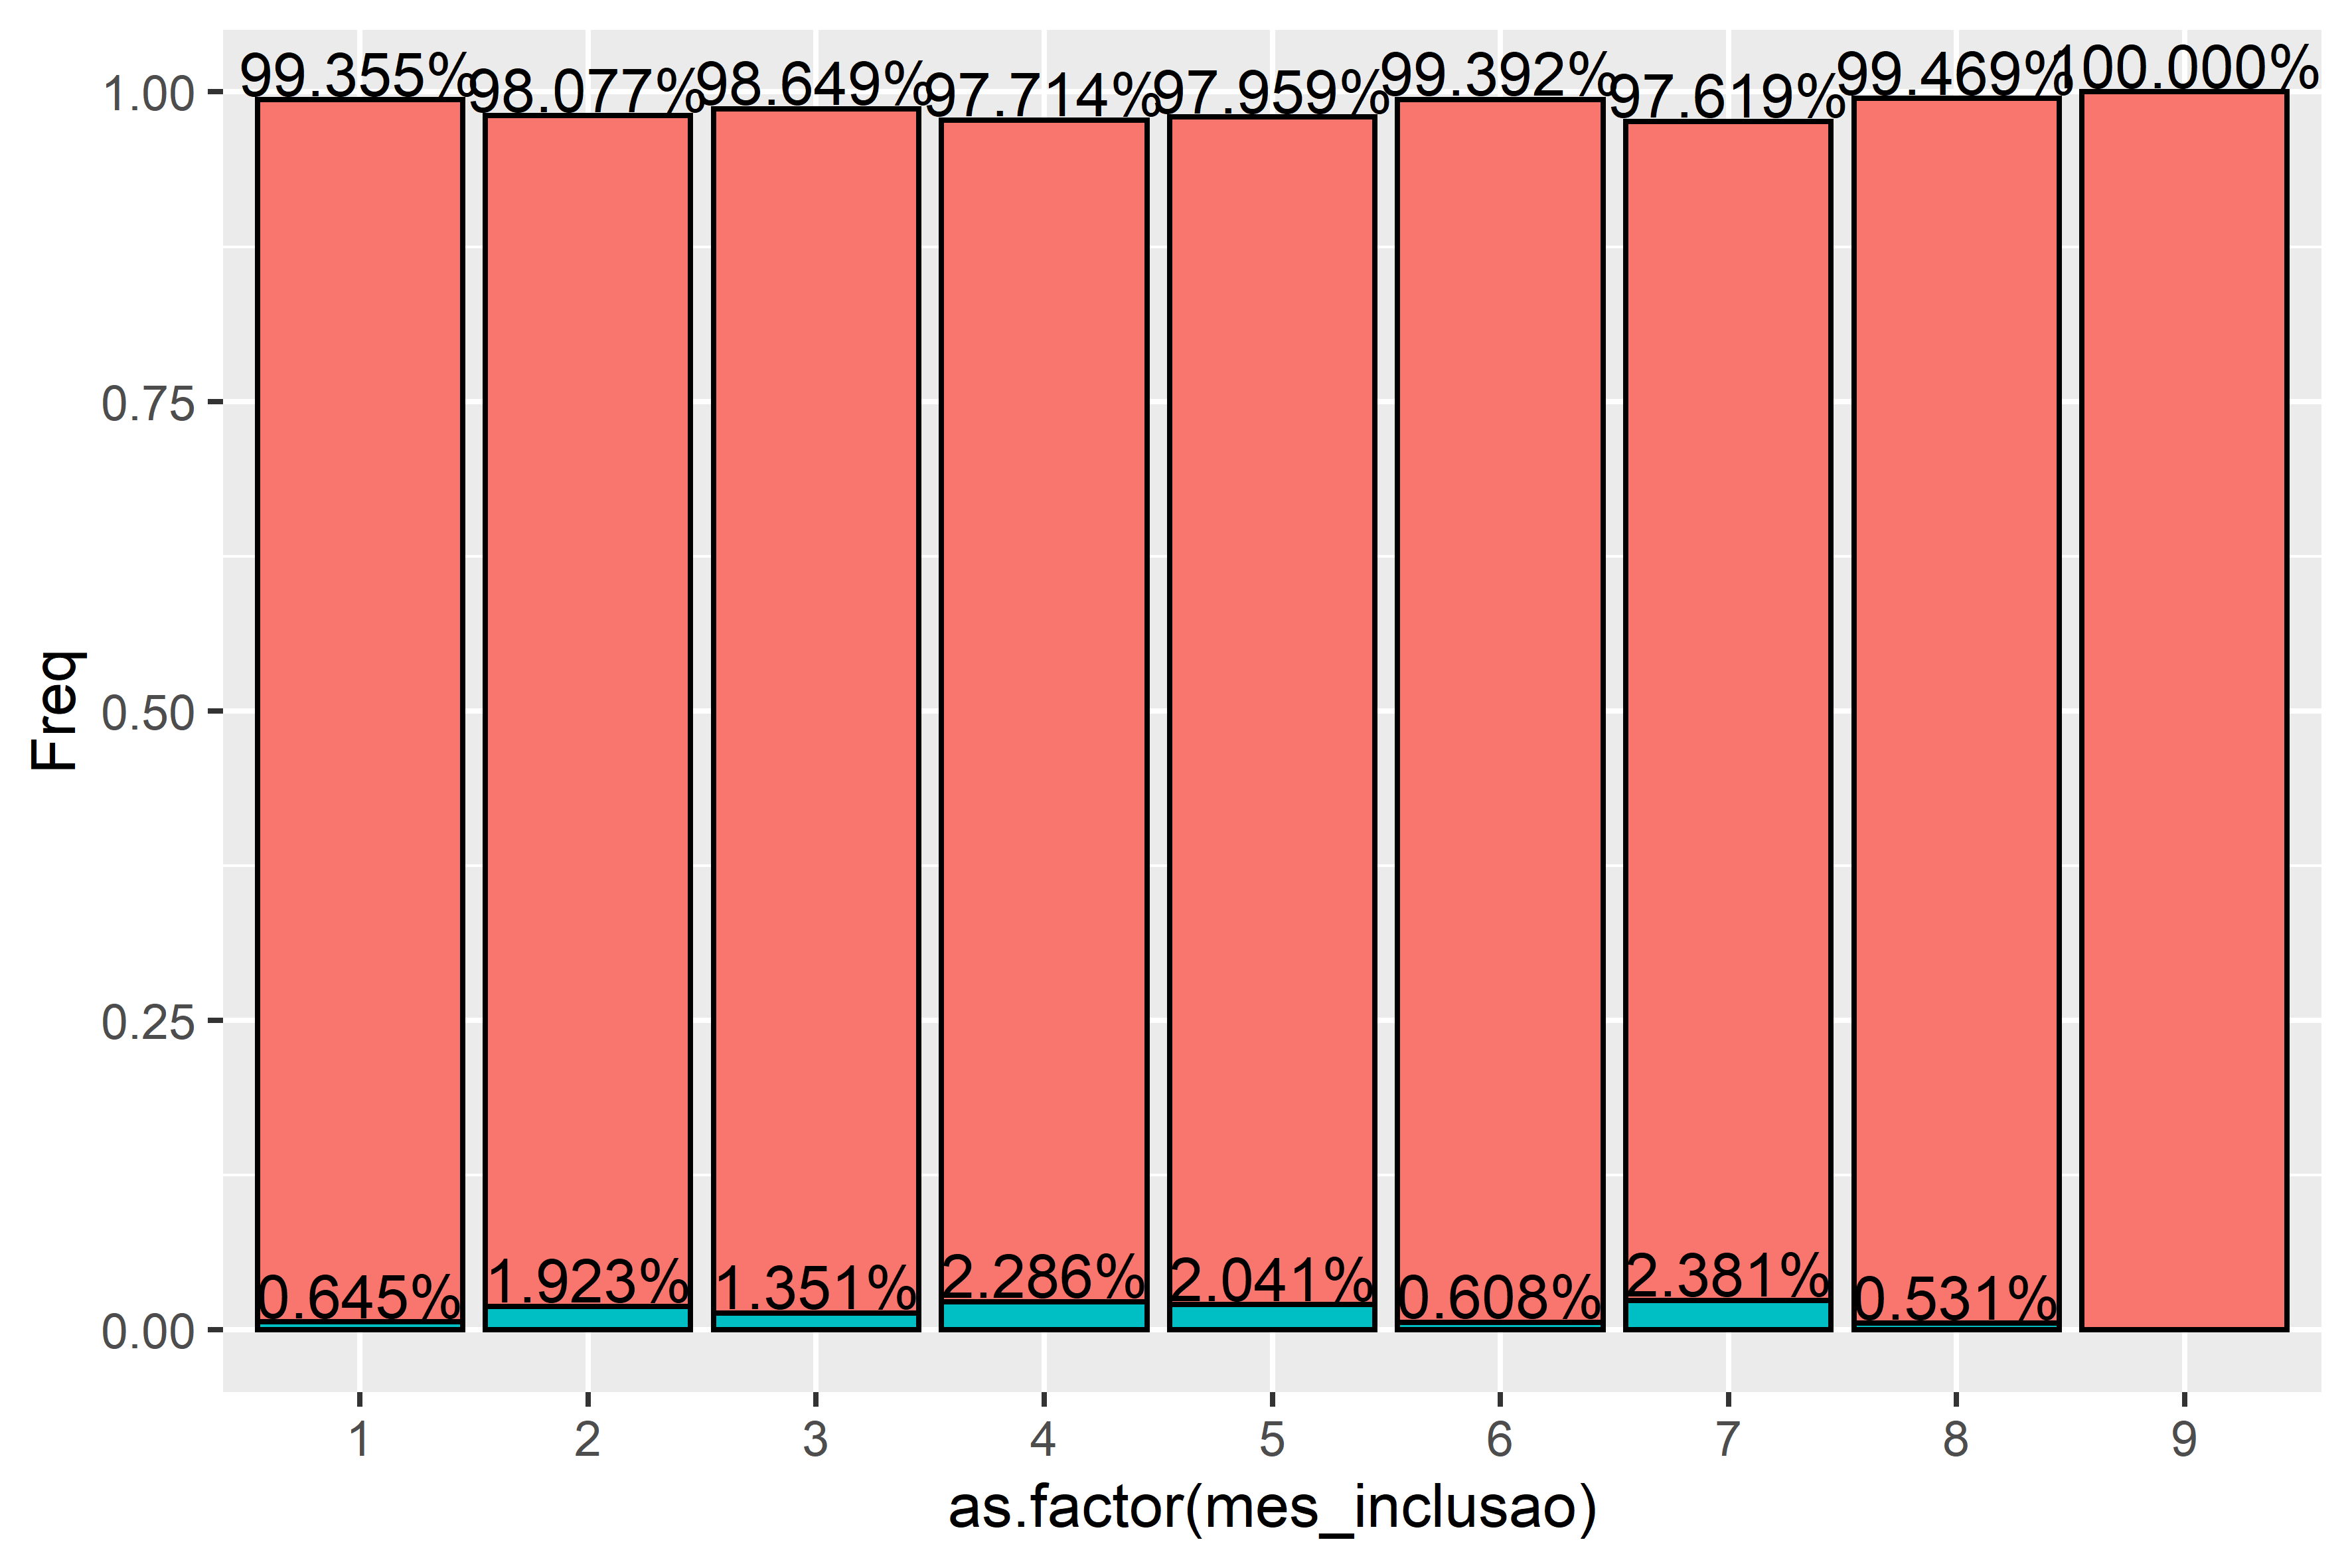 99.355% 98.077% 98.649% 97.714% 97.959% 99.392% 97.619% 99.469% 100.000%
1.00
0.75
0.50
0.25
0.00
Freq
0.645% 1.923% 1.351% 2.286% 2.041% 0.608% 2.381% 0.531%
1 2 3 4 5 6 7 8 9
as.factor(mes_inclusao)